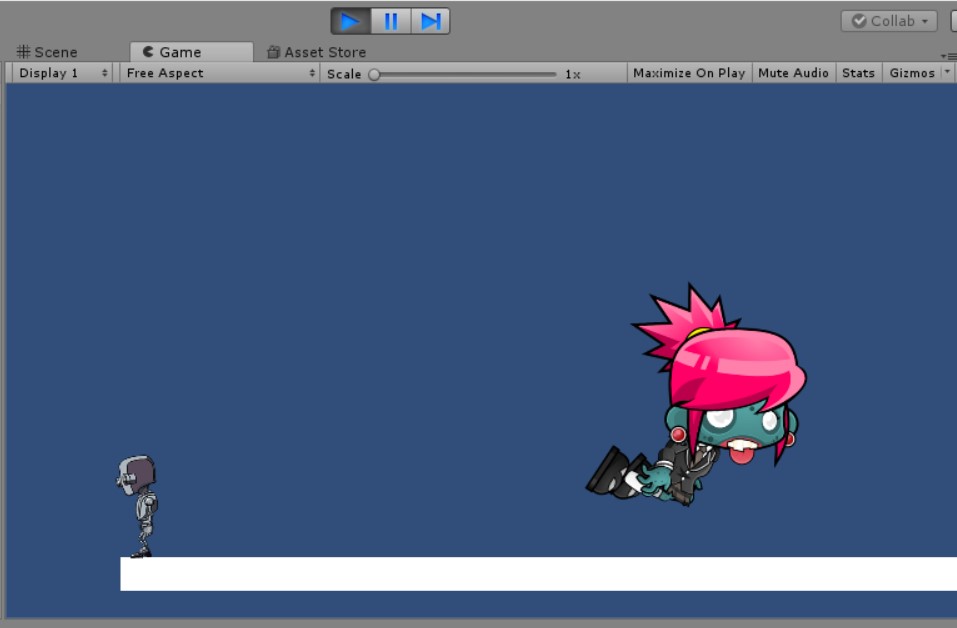 Collab
Scene Game Asset Store
Display 1 Free Aspect Scale 1x Maximize On Play Mute Audio Stats Gizmos